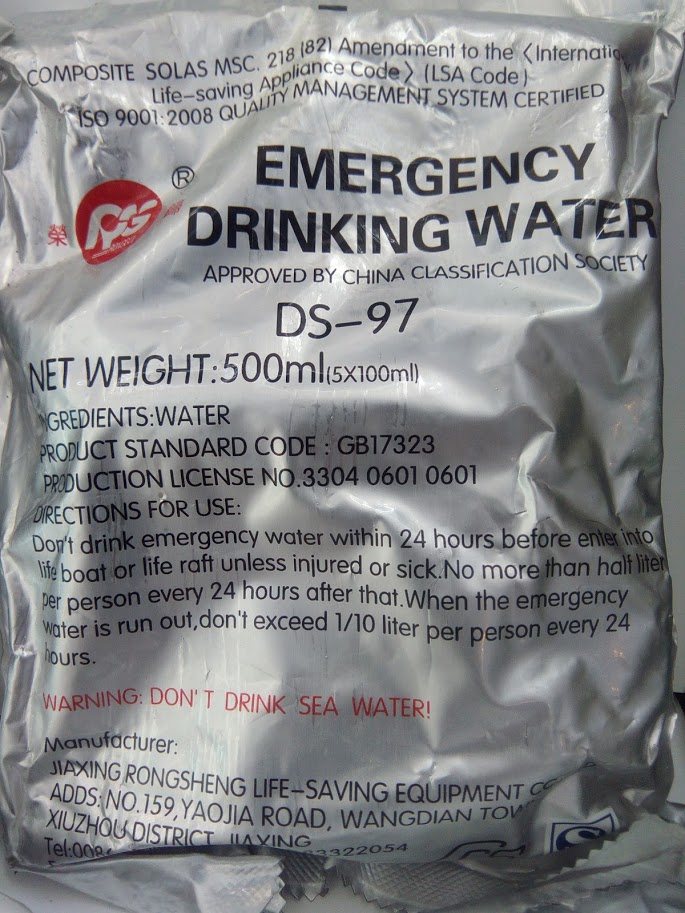 COMPOSITE SOLAS MSC. 218 (82) Amendment to the 〈Internatio
Life-saving Appliance Code〉 (LSA Code)
ISO 9001:2008 QUALITY MANAGEMENT SYSTEM CERTIFIED
EMERGENCY
榮 RS ®
DRINKING WATER
APPROVED BY CHINA CLASSIFICATION SOCIETY
DS-97
NET WEIGHT:500ml(5X100ml)
INGREDIENTS:WATER
PRODUCT STANDARD CODE : GB17323
PRODUCTION LICENSE NO.3304 0601 0601
DIRECTIONS FOR USE:
Don't drink emergency water within 24 hours before enter into
life boat or life raft unless injured or sick.No more than half liter
per person every 24 hours after that.When the emergency
water is run out,don't exceed 1/10 liter per person every 24
hours.
WARNING: DON'T DRINK SEA WATER!
Manufacturer:
JIAXING RONGSHENG LIFE-SAVING EQUIPMENT
ADDS: NO.159,YAOJIA ROAD, WANGDIAN TOW
XIUZHOU DISTRICT, JIAXING
Tel:008 3322054